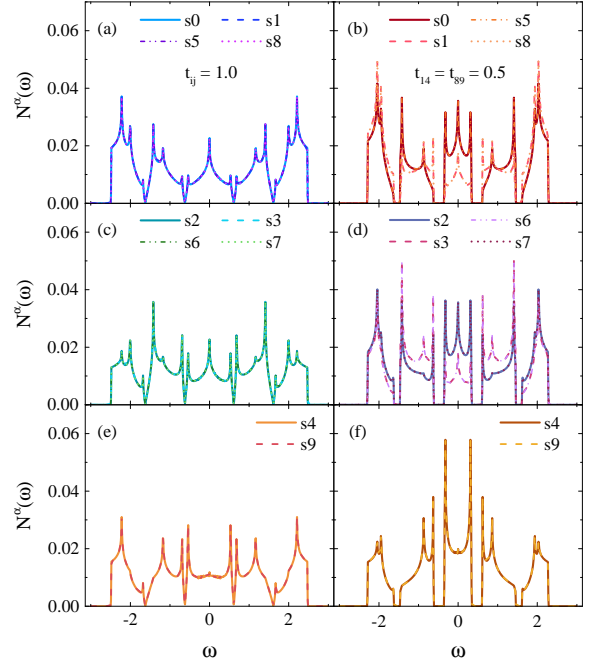 (a) s0 s1
s5 s8
t_ij = 1.0
(b) s0 s5
s1 s8
t_14 = t_89 = 0.5
N^α(ω)
0.06
0.04
0.02
0.00
(c) s2 s3
s6 s7
(d) s2 s6
s3 s7
N^α(ω)
0.06
0.04
0.02
0.00
(e) s4
s9
(f) s4
s9
N^α(ω)
0.06
0.04
0.02
0.00
-2 0 2 -2 0 2
ω ω